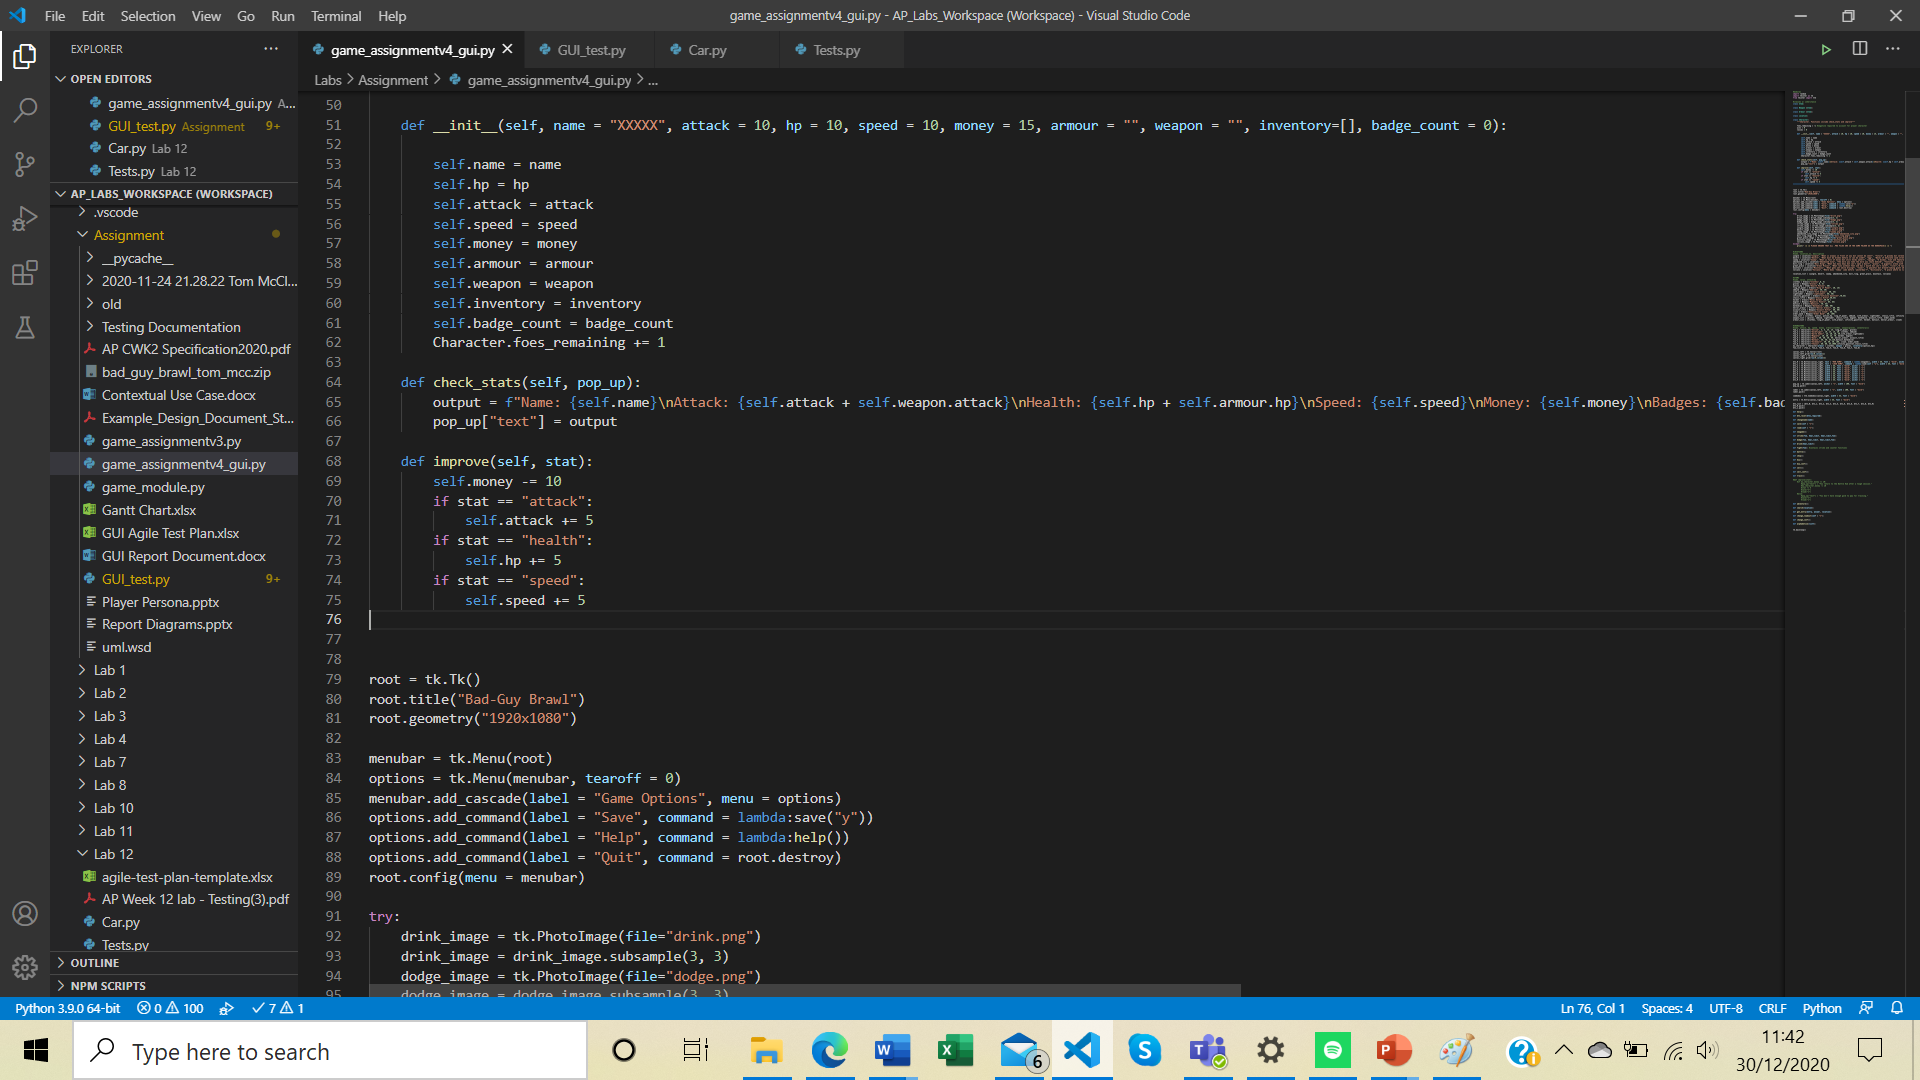 File Edit Selection View Go Run Terminal Help
game_assignmentv4_gui.py - AP_Labs_Workspace (Workspace) - Visual Studio Code
EXPLORER
OPEN EDITORS
game_assignmentv4_gui.py A...
GUI_test.py Assignment 9+
Car.py Lab 12
Tests.py Lab 12
AP_LABS_WORKSPACE (WORKSPACE)
.vscode
Assignment
__pycache__
2020-11-24 21.28.22 Tom McCl...
old
Testing Documentation
AP CWK2 Specification2020.pdf
bad_guy_brawl_tom_mcc.zip
Contextual Use Case.docx
Example_Design_Document_St...
game_assignmentv3.py
game_assignmentv4_gui.py
game_module.py
Gantt Chart.xlsx
GUI Agile Test Plan.xlsx
GUI Report Document.docx
GUI_test.py 9+
Player Persona.pptx
Report Diagrams.pptx
uml.wsd
Lab 1
Lab 2
Lab 3
Lab 4
Lab 7
Lab 8
Lab 10
Lab 11
Lab 12
agile-test-plan-template.xlsx
AP Week 12 lab - Testing(3).pdf
Car.py
Tests.py
OUTLINE
NPM SCRIPTS
game_assignmentv4_gui.py GUI_test.py Car.py Tests.py
Labs > Assignment > game_assignmentv4_gui.py > ...
50
51 def __init__(self, name = "XXXXX", attack = 10, hp = 10, speed = 10, money = 15, armour = "", weapon = "", inventory=[], badge_count = 0):
52
53 self.name = name
54 self.hp = hp
55 self.attack = attack
56 self.speed = speed
57 self.money = money
58 self.armour = armour
59 self.weapon = weapon
60 self.inventory = inventory
61 self.badge_count = badge_count
62 Character.foes_remaining += 1
63
64 def check_stats(self, pop_up):
65 output = f"Name: {self.name}\nAttack: {self.attack + self.weapon.attack}\nHealth: {self.hp + self.armour.hp}\nSpeed: {self.speed}\nMoney: {self.money}\nBadges: {self.bad
66 pop_up["text"] = output
67
68 def improve(self, stat):
69 self.money -= 10
70 if stat == "attack":
71 self.attack += 5
72 if stat == "health":
73 self.hp += 5
74 if stat == "speed":
75 self.speed += 5
76
77
78
79 root = tk.Tk()
80 root.title("Bad-Guy Brawl")
81 root.geometry("1920x1080")
82
83 menubar = tk.Menu(root)
84 options = tk.Menu(menubar, tearoff = 0)
85 menubar.add_cascade(label = "Game Options", menu = options)
86 options.add_command(label = "Save", command = lambda:save("y"))
87 options.add_command(label = "Help", command = lambda:help())
88 options.add_command(label = "Quit", command = root.destroy)
89 root.config(menu = menubar)
90
91 try:
92 drink_image = tk.PhotoImage(file="drink.png")
93 drink_image = drink_image.subsample(3, 3)
94 dodge_image = tk.PhotoImage(file="dodge.png")
95 dodge_image = dodge_image.subsample(3, 3)
Python 3.9.0 64-bit 0 100 7 1
Ln 76, Col 1 Spaces: 4 UTF-8 CRLF Python
Type here to search
6
11:42
30/12/2020